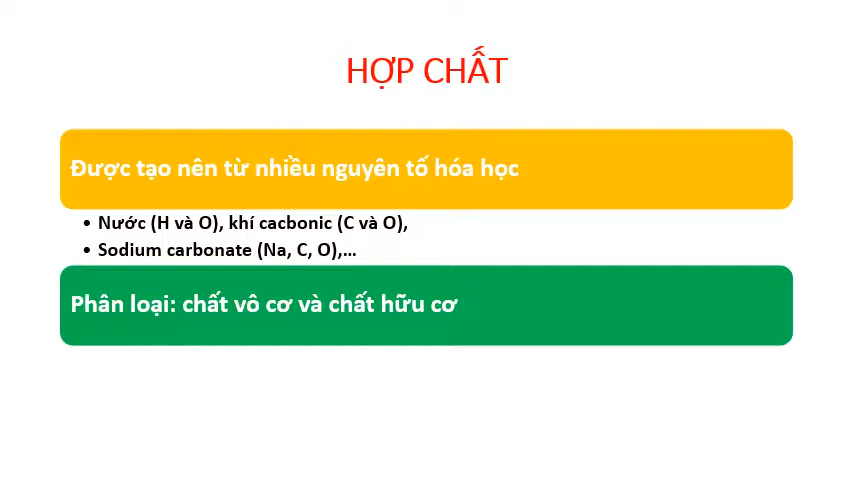 HỢP CHẤT
Được tạo nên từ nhiều nguyên tố hóa học
• Nước (H và O), khí cacbonic (C và O),
• Sodium carbonate (Na, C, O),...
Phân loại: chất vô cơ và chất hữu cơ